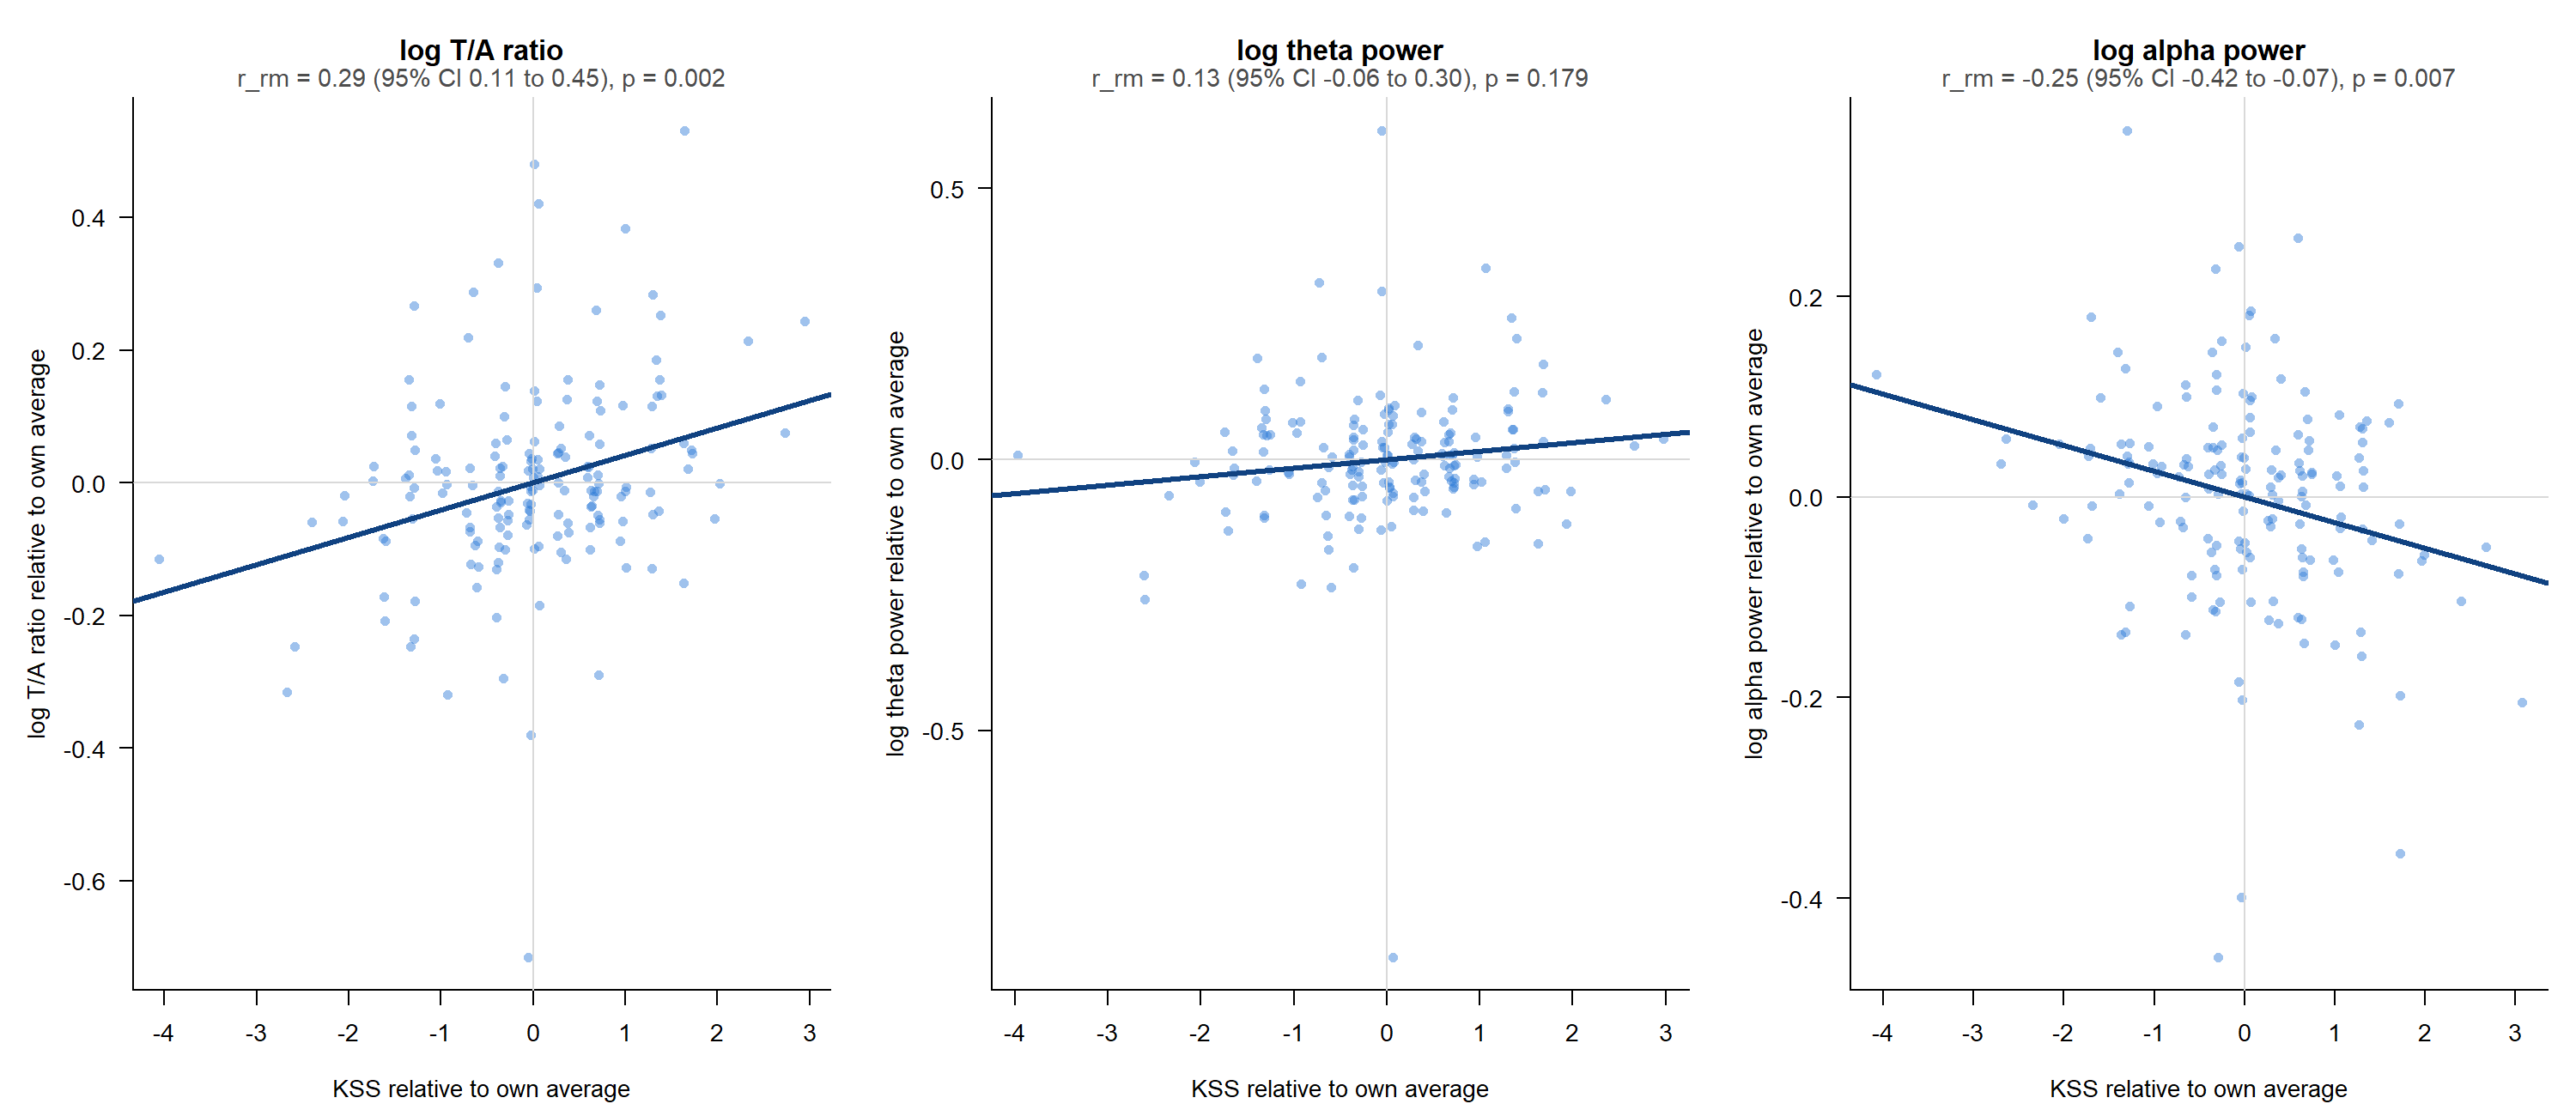 log T/A ratio
r_rm = 0.29 (95% CI 0.11 to 0.45), p = 0.002
log T/A ratio relative to own average
0.4
0.2
0.0
-0.2
-0.4
-0.6
-4 -3 -2 -1 0 1 2 3
KSS relative to own average
log theta power
r_rm = 0.13 (95% CI -0.06 to 0.30), p = 0.179
log theta power relative to own average
0.5
0.0
-0.5
-4 -3 -2 -1 0 1 2 3
KSS relative to own average
log alpha power
r_rm = -0.25 (95% CI -0.42 to -0.07), p = 0.007
log alpha power relative to own average
0.2
0.0
-0.2
-0.4
-4 -3 -2 -1 0 1 2 3
KSS relative to own average